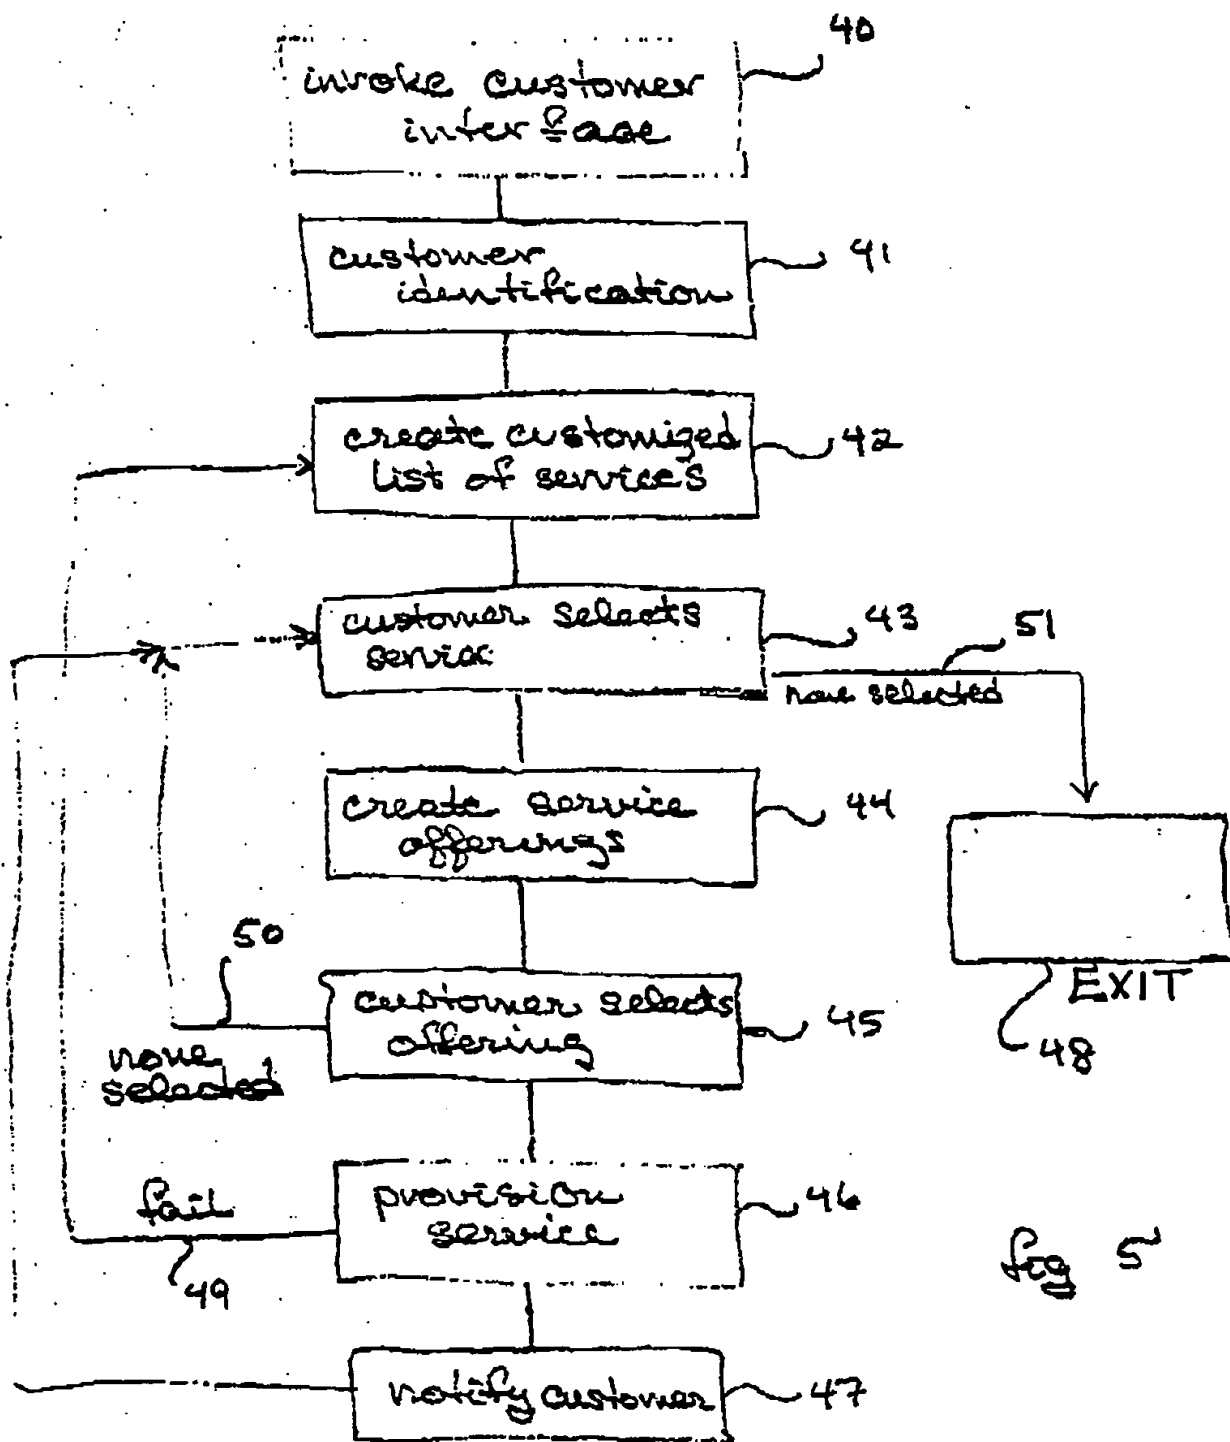 40
invoke customer
interface
customer
identification
41
create customized
list of services
42
customer selects
service
43
51
none selected
create service
offerings
44
50
none
selected
customer selects
offering
45
EXIT
48
provision
service
46
fail
49
fig 5
notify customer
47